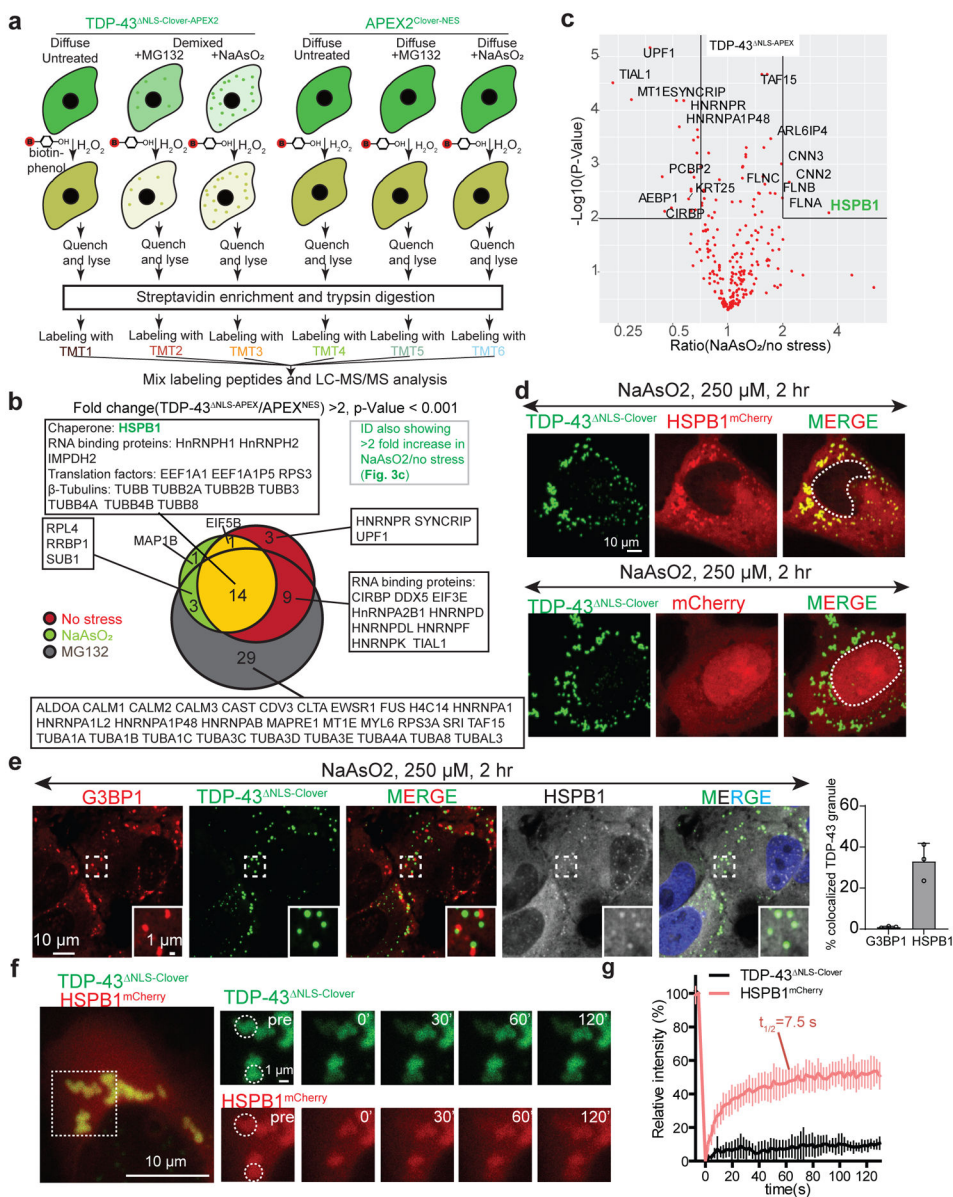 a
TDP-43ΔNLS-Clover-APEX2
APEX2Clover-NES
Diffuse Untreated
Demixed
+MG132 +NaAsO₂
Diffuse Untreated
Diffuse +MG132
Diffuse +NaAsO₂
B OH H₂O₂
B OH H₂O₂
B OH H₂O₂
B OH H₂O₂
B OH H₂O₂
B OH H₂O₂
biotin-
phenol
Quench and lyse
Quench and lyse
Quench and lyse
Quench and lyse
Quench and lyse
Quench and lyse
Streptavidin enrichment and trypsin digestion
Labeling with TMT1
Labeling with TMT2
Labeling with TMT3
Labeling with TMT4
Labeling with TMT5
Labeling with TMT6
Mix labeling peptides and LC-MS/MS analysis
b
Fold change(TDP-43ΔNLS-APEX/APEXNES) >2, p-Value < 0.001
Chaperone: HSPB1
RNA binding proteins: HnRNPH1 HnRNPH2
IMPDH2
Translation factors: EEF1A1 EEF1A1P5 RPS3
β-Tubulins: TUBB TUBB2A TUBB2B TUBB3
TUBB4A TUBB4B TUBB8
ID also showing
>2 fold increase in
NaAsO2/no stress
(Fig. 3c)
RPL4
RRBP1
SUB1
MAP1B
EIF5B
HNRNPR SYNCRIP
UPF1
RNA binding proteins:
CIRBP DDX5 EIF3E
HnRNPA2B1 HNRNPD
HNRNPDL HNRNPF
HNRNPK TIAL1
1
1
3
3
14
9
29
No stress
NaAsO₂
MG132
ALDOA CALM1 CALM2 CALM3 CAST CDV3 CLTA EWSR1 FUS H4C14 HNRNPA1
HNRNPA1L2 HNRNPA1P48 HNRNPAB MAPRE1 MT1E MYL6 RPS3A SRI TAF15
TUBA1A TUBA1B TUBA1C TUBA3C TUBA3D TUBA3E TUBA4A TUBA8 TUBAL3
c
TDP-43ΔNLS-APEX
-Log10(P-Value)
5
4
3
2
1
UPF1
TIAL1
TAF15
MT1E SYNCRIP
HNRNPR
HNRNPA1P48
ARL6IP4
CNN3
PCBP2
FLNC
CNN2
KRT25
FLNB
AEBP1
FLNA
CIRBP
HSPB1
0.25 0.5 1 2 4
Ratio(NaAsO₂/no stress)
d
NaAsO2, 250 µM, 2 hr
TDP-43ΔNLS-Clover HSPB1mCherry MERGE
10 µm
NaAsO2, 250 µM, 2 hr
TDP-43ΔNLS-Clover mCherry MERGE
e
NaAsO2, 250 µM, 2 hr
G3BP1 TDP-43ΔNLS-Clover MERGE HSPB1 MERGE
10 µm
1 µm
% colocalized TDP-43 granule
60
40
20
0
G3BP1 HSPB1
f
TDP-43ΔNLS-Clover
HSPB1mCherry
10 µm
TDP-43ΔNLS-Clover
pre 0' 30' 60' 120'
1 µm
HSPB1mCherry
pre 0' 30' 60' 120'
g
TDP-43ΔNLS-Clover
HSPB1mCherry
Relative intensity (%)
100
80
60
40
20
0
t1/2=7.5 s
0 20 40 60 80 100 120
time(s)